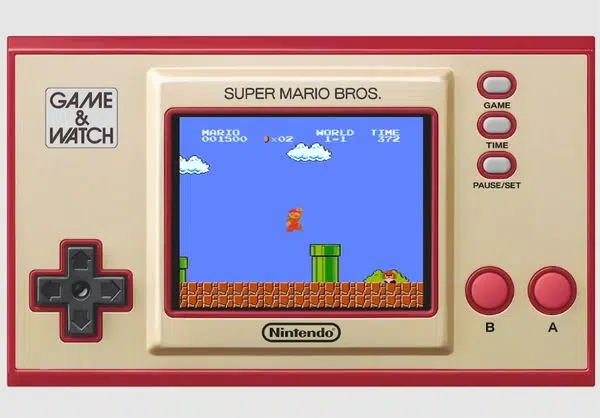 GAME
&
WATCH
SUPER MARIO BROS.
MARIO WORLD TIME
001500 ×02 1-1 372
Nintendo
GAME
TIME
PAUSE/SET
B A